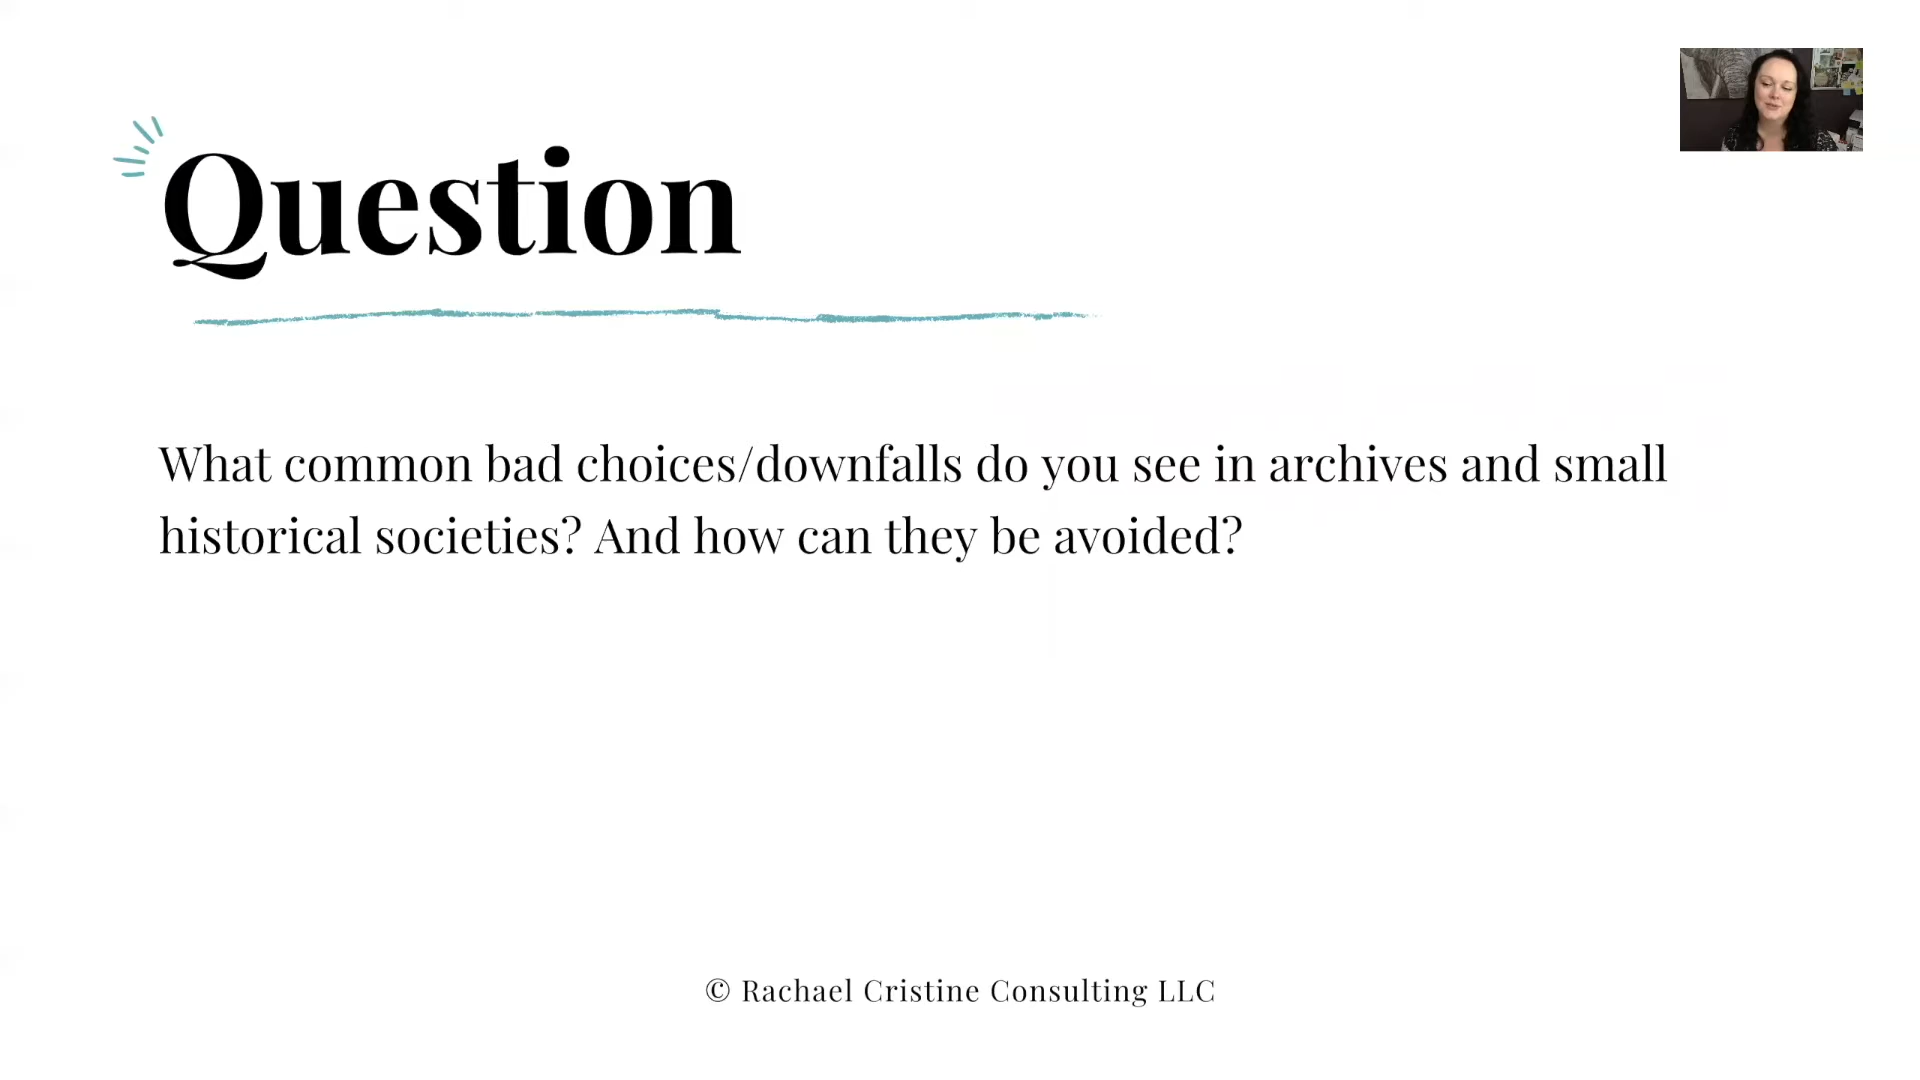 Question
What common bad choices/downfalls do you see in archives and small
historical societies? And how can they be avoided?
© Rachael Cristine Consulting LLC